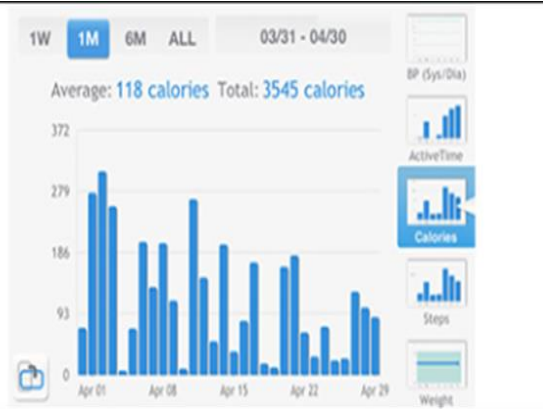 1W 1M 6M ALL 03/31 - 04/30
Average: 118 calories Total: 3545 calories
372
279
186
93
0
Apr 01 Apr 08 Apr 15 Apr 22 Apr 29
BP (Sys/Dia)
ActiveTime
Calories
Steps
Weight